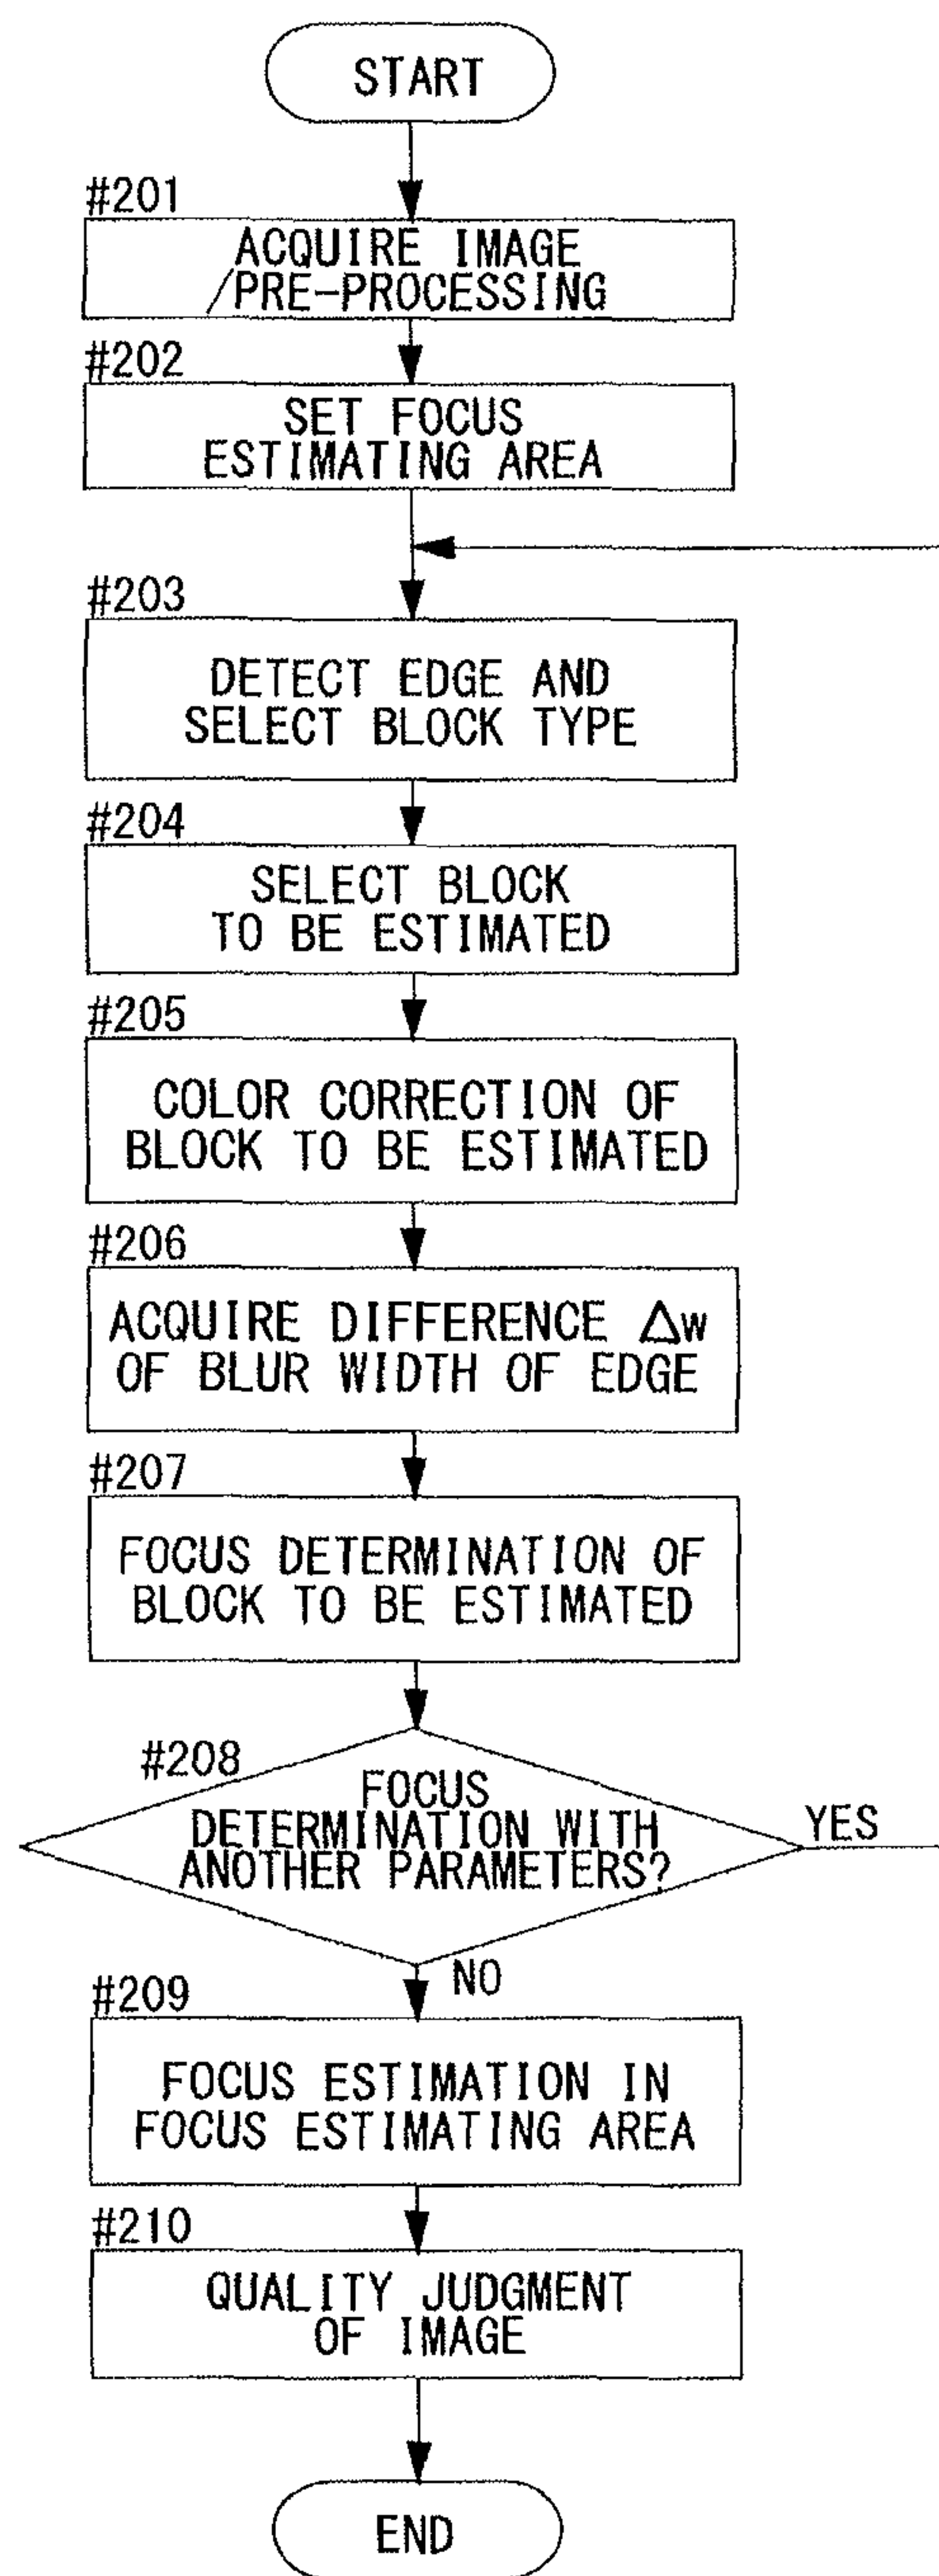 START
#201
ACQUIRE IMAGE
/PRE-PROCESSING
#202
SET FOCUS
ESTIMATING AREA
#203
DETECT EDGE AND
SELECT BLOCK TYPE
#204
SELECT BLOCK
TO BE ESTIMATED
#205
COLOR CORRECTION OF
BLOCK TO BE ESTIMATED
#206
ACQUIRE DIFFERENCE Δw
OF BLUR WIDTH OF EDGE
#207
FOCUS DETERMINATION OF
BLOCK TO BE ESTIMATED
#208
FOCUS
DETERMINATION WITH
ANOTHER PARAMETERS?
YES
NO
#209
FOCUS ESTIMATION IN
FOCUS ESTIMATING AREA
#210
QUALITY JUDGMENT
OF IMAGE
END